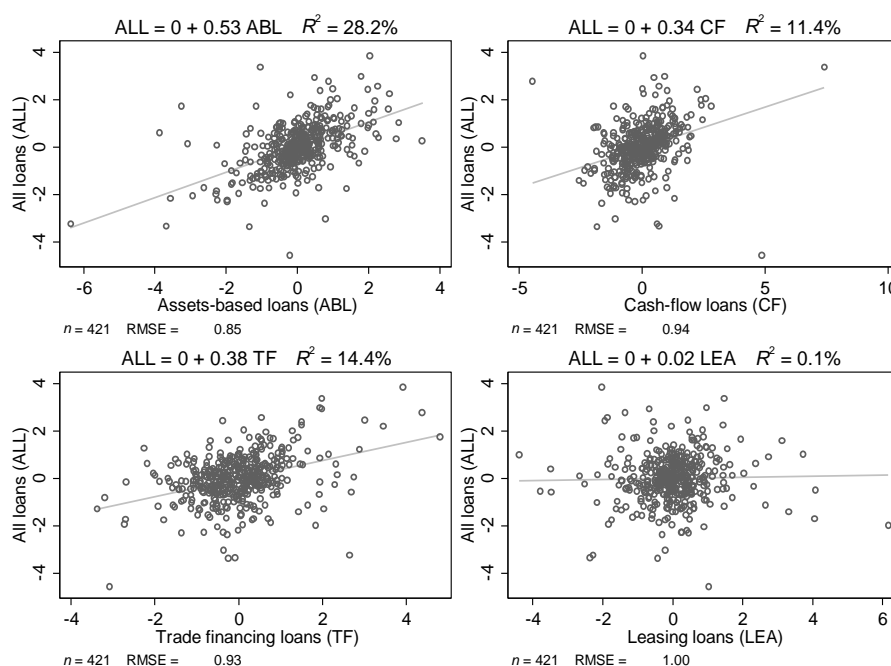 ALL = 0 + 0.53 ABL R² = 28.2%
4
2
0
-2
-4
All loans (ALL)
-6 -4 -2 0 2 4
Assets-based loans (ABL)
n = 421 RMSE = 0.85
ALL = 0 + 0.34 CF R² = 11.4%
4
2
0
-2
-4
All loans (ALL)
-5 0 5 10
Cash-flow loans (CF)
n = 421 RMSE = 0.94
ALL = 0 + 0.38 TF R² = 14.4%
4
2
0
-2
-4
All loans (ALL)
-4 -2 0 2 4
Trade financing loans (TF)
n = 421 RMSE = 0.93
ALL = 0 + 0.02 LEA R² = 0.1%
4
2
0
-2
-4
All loans (ALL)
-4 -2 0 2 4 6
Leasing loans (LEA)
n = 421 RMSE = 1.00